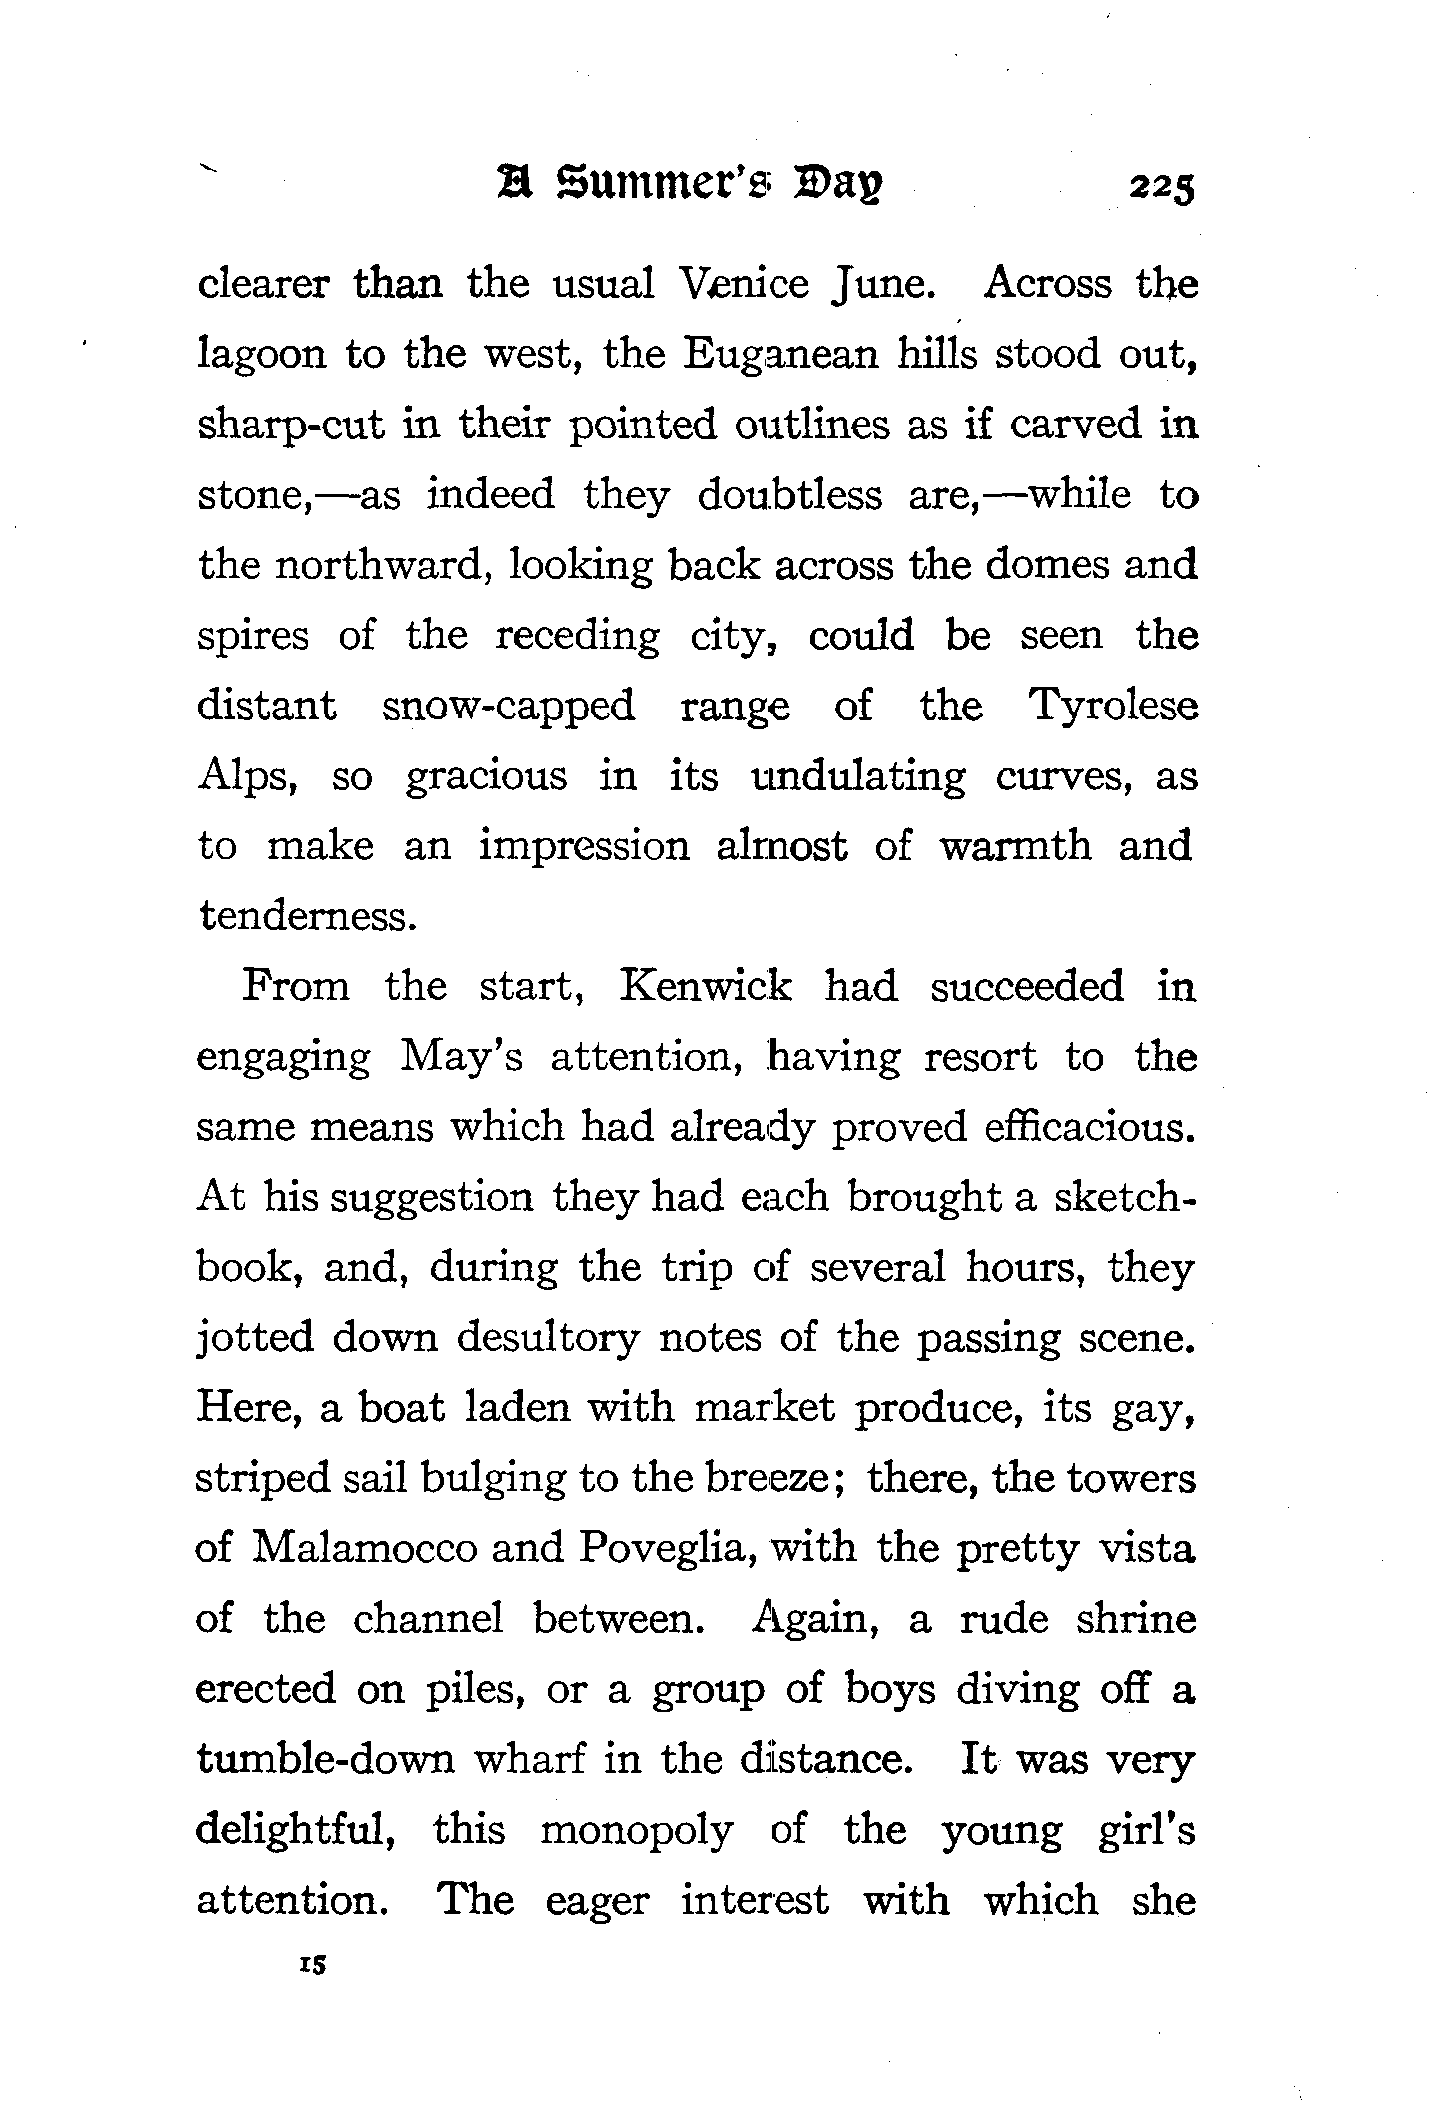 A Summer's Day 225
clearer than the usual Venice June. Across the
lagoon to the west, the Euganean hills stood out,
sharp-cut in their pointed outlines as if carved in
stone,—as indeed they doubtless are,—while to
the northward, looking back across the domes and
spires of the receding city, could be seen the
distant snow-capped range of the Tyrolese
Alps, so gracious in its undulating curves, as
to make an impression almost of warmth and
tenderness.
From the start, Kenwick had succeeded in
engaging May's attention, having resort to the
same means which had already proved efficacious.
At his suggestion they had each brought a sketch-
book, and, during the trip of several hours, they
jotted down desultory notes of the passing scene.
Here, a boat laden with market produce, its gay,
striped sail bulging to the breeze; there, the towers
of Malamocco and Poveglia, with the pretty vista
of the channel between. Again, a rude shrine
erected on piles, or a group of boys diving off a
tumble-down wharf in the distance. It was very
delightful, this monopoly of the young girl's
attention. The eager interest with which she
15